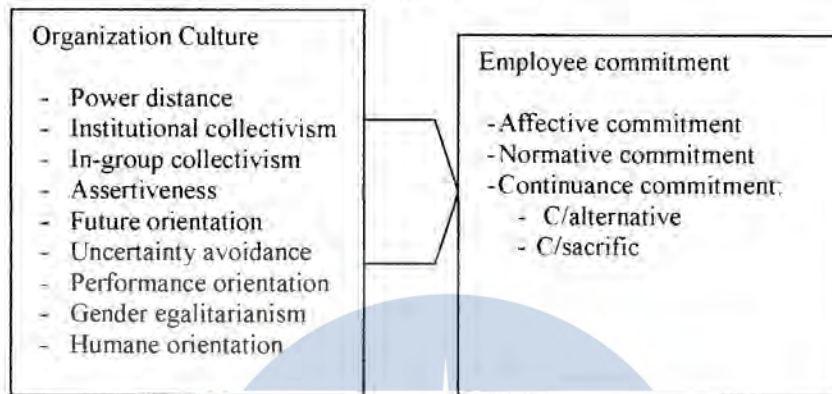 Organization Culture
- Power distance
- Institutional collectivism
- In-group collectivism
- Assertiveness
- Future orientation
- Uncertainty avoidance
- Performance orientation
- Gender egalitarianism
- Humane orientation
Employee commitment
-Affective commitment
-Normative commitment
-Continuance commitment:
- C/alternative
- C/sacrific